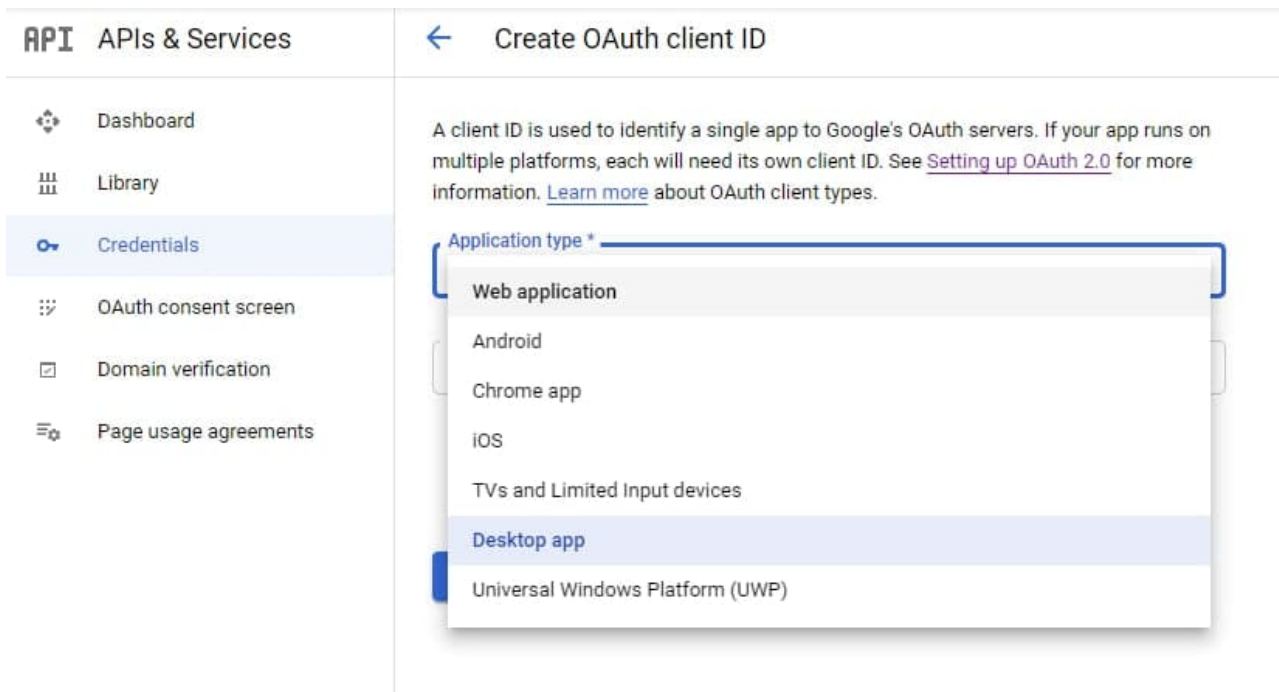 API APIs & Services
Dashboard
Library
Credentials
OAuth consent screen
Domain verification
Page usage agreements
Create OAuth client ID
A client ID is used to identify a single app to Google's OAuth servers. If your app runs on
multiple platforms, each will need its own client ID. See Setting up OAuth 2.0 for more
information. Learn more about OAuth client types.
Application type *
Web application
Android
Chrome app
iOS
TVs and Limited Input devices
Desktop app
Universal Windows Platform (UWP)